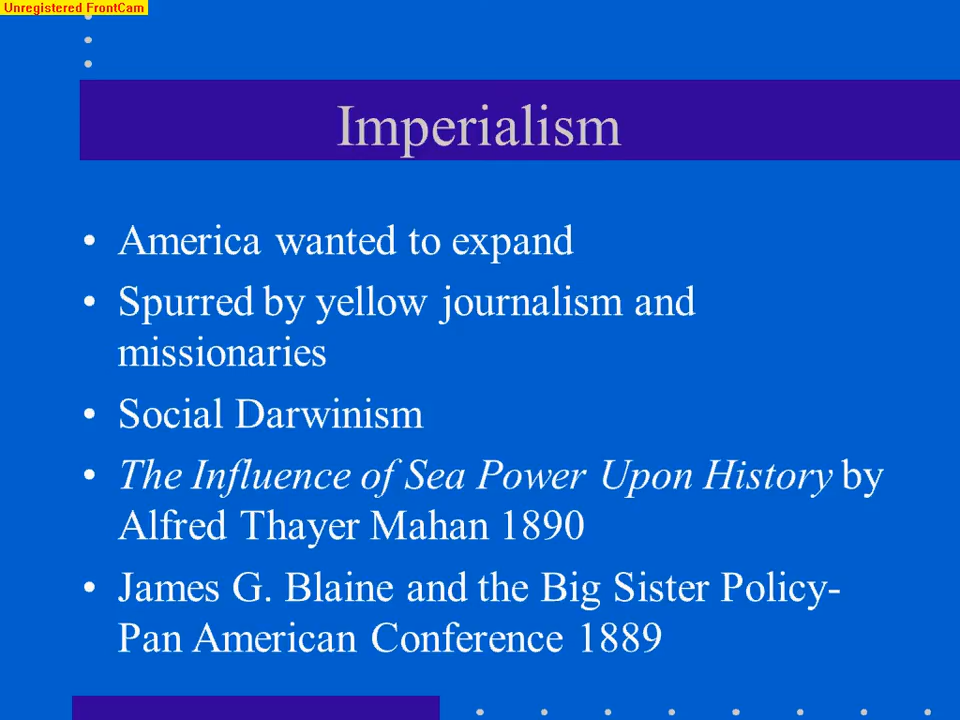 Unregistered FrontCam
Imperialism
• America wanted to expand
• Spurred by yellow journalism and
missionaries
• Social Darwinism
• The Influence of Sea Power Upon History by
Alfred Thayer Mahan 1890
• James G. Blaine and the Big Sister Policy-
Pan American Conference 1889